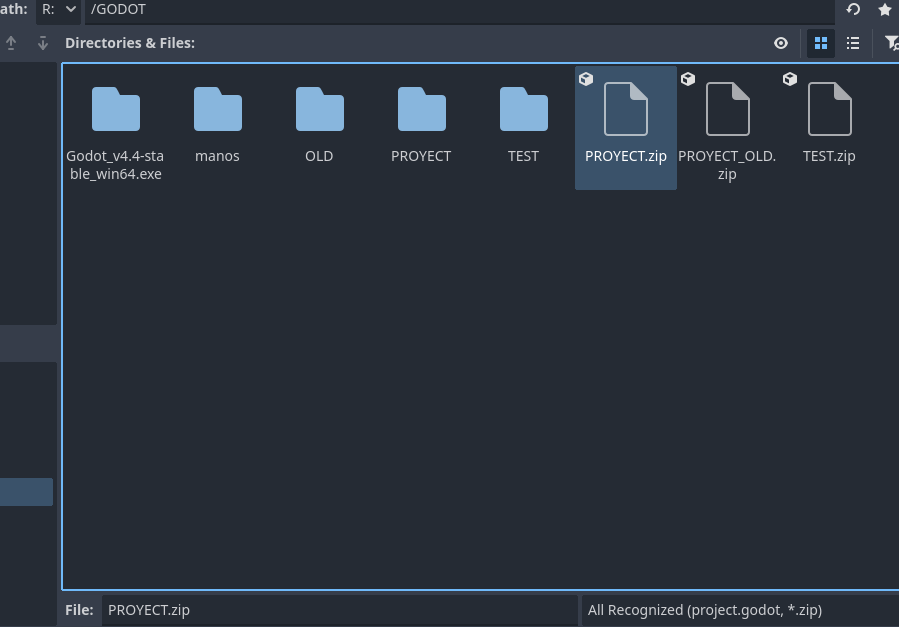 ath: R: /GODOT
Directories & Files:
Godot_v4.4-sta
ble_win64.exe
manos
OLD
PROYECT
TEST
PROYECT.zip
PROYECT_OLD.
zip
TEST.zip
File: PROYECT.zip
All Recognized (project.godot, *.zip)